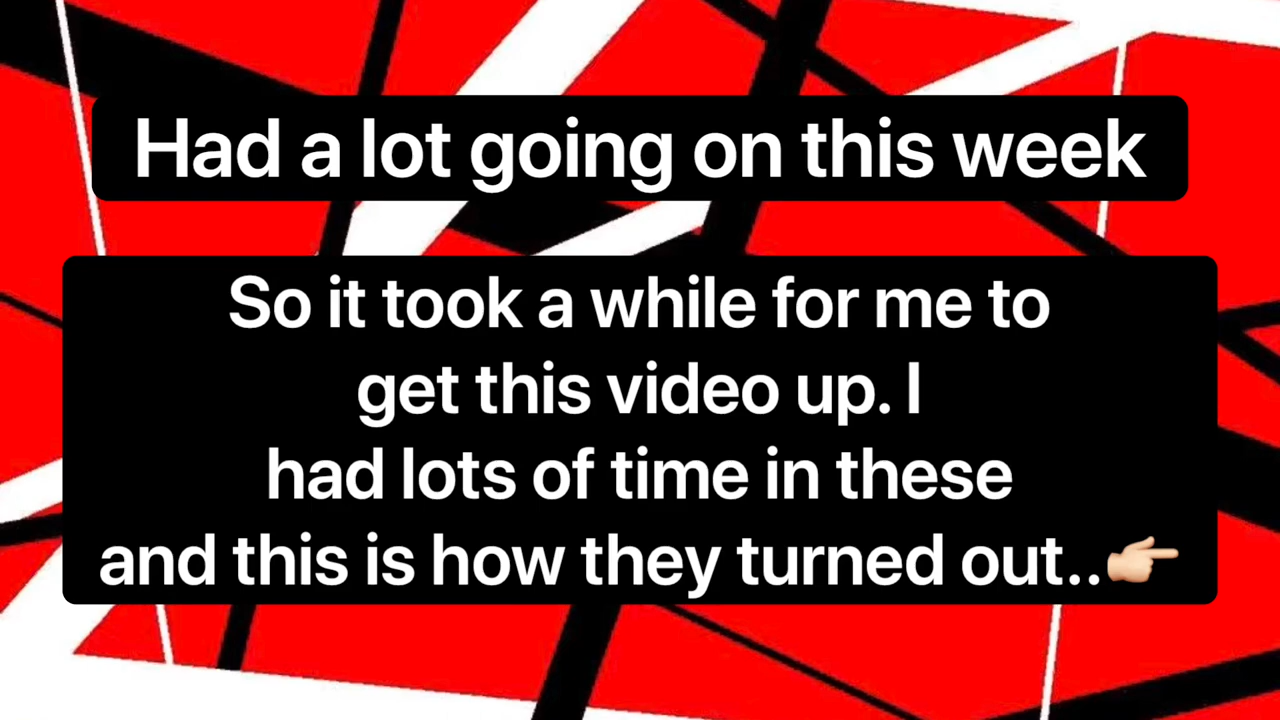 Had a lot going on this week
So it took a while for me to
get this video up. I
had lots of time in these
and this is how they turned out..👉🏻